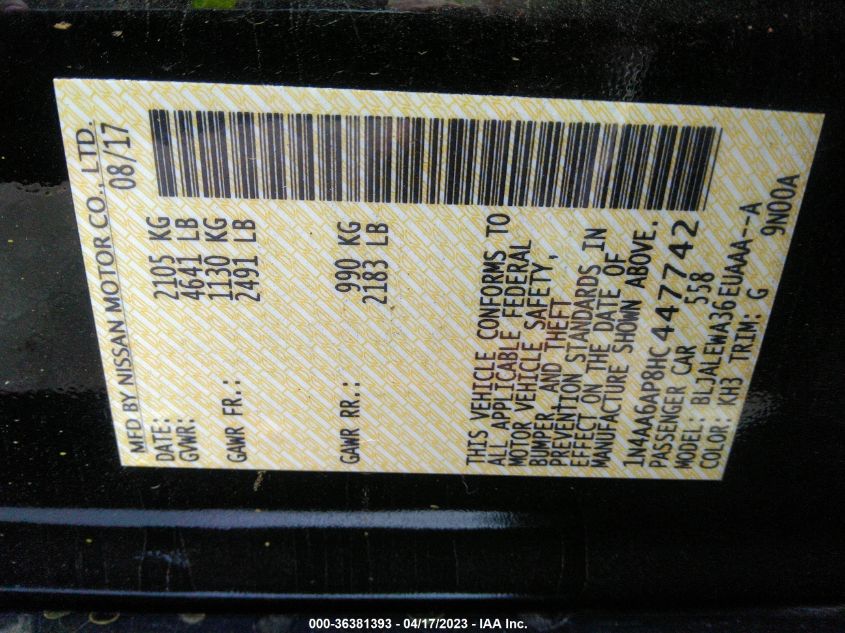 MFD BY NISSAN MOTOR CO., LTD.
DATE: 08/17
GVWR: 2105 KG
4641 LB
GAWR FR.: 1130 KG
2491 LB
GAWR RR.: 990 KG
2183 LB
THIS VEHICLE CONFORMS TO
ALL APPLICABLE FEDERAL
MOTOR VEHICLE SAFETY,
BUMPER, AND THEFT
PREVENTION STANDARDS IN
EFFECT ON THE DATE OF
MANUFACTURE SHOWN ABOVE.
1N4AA6AP8HC447742
PASSENGER CAR 558
MODEL: BLJALEWA36EUAAA--A
COLOR: KH3 TRIM: G 9N00A
000-36381393 - 04/17/2023 - IAA Inc.